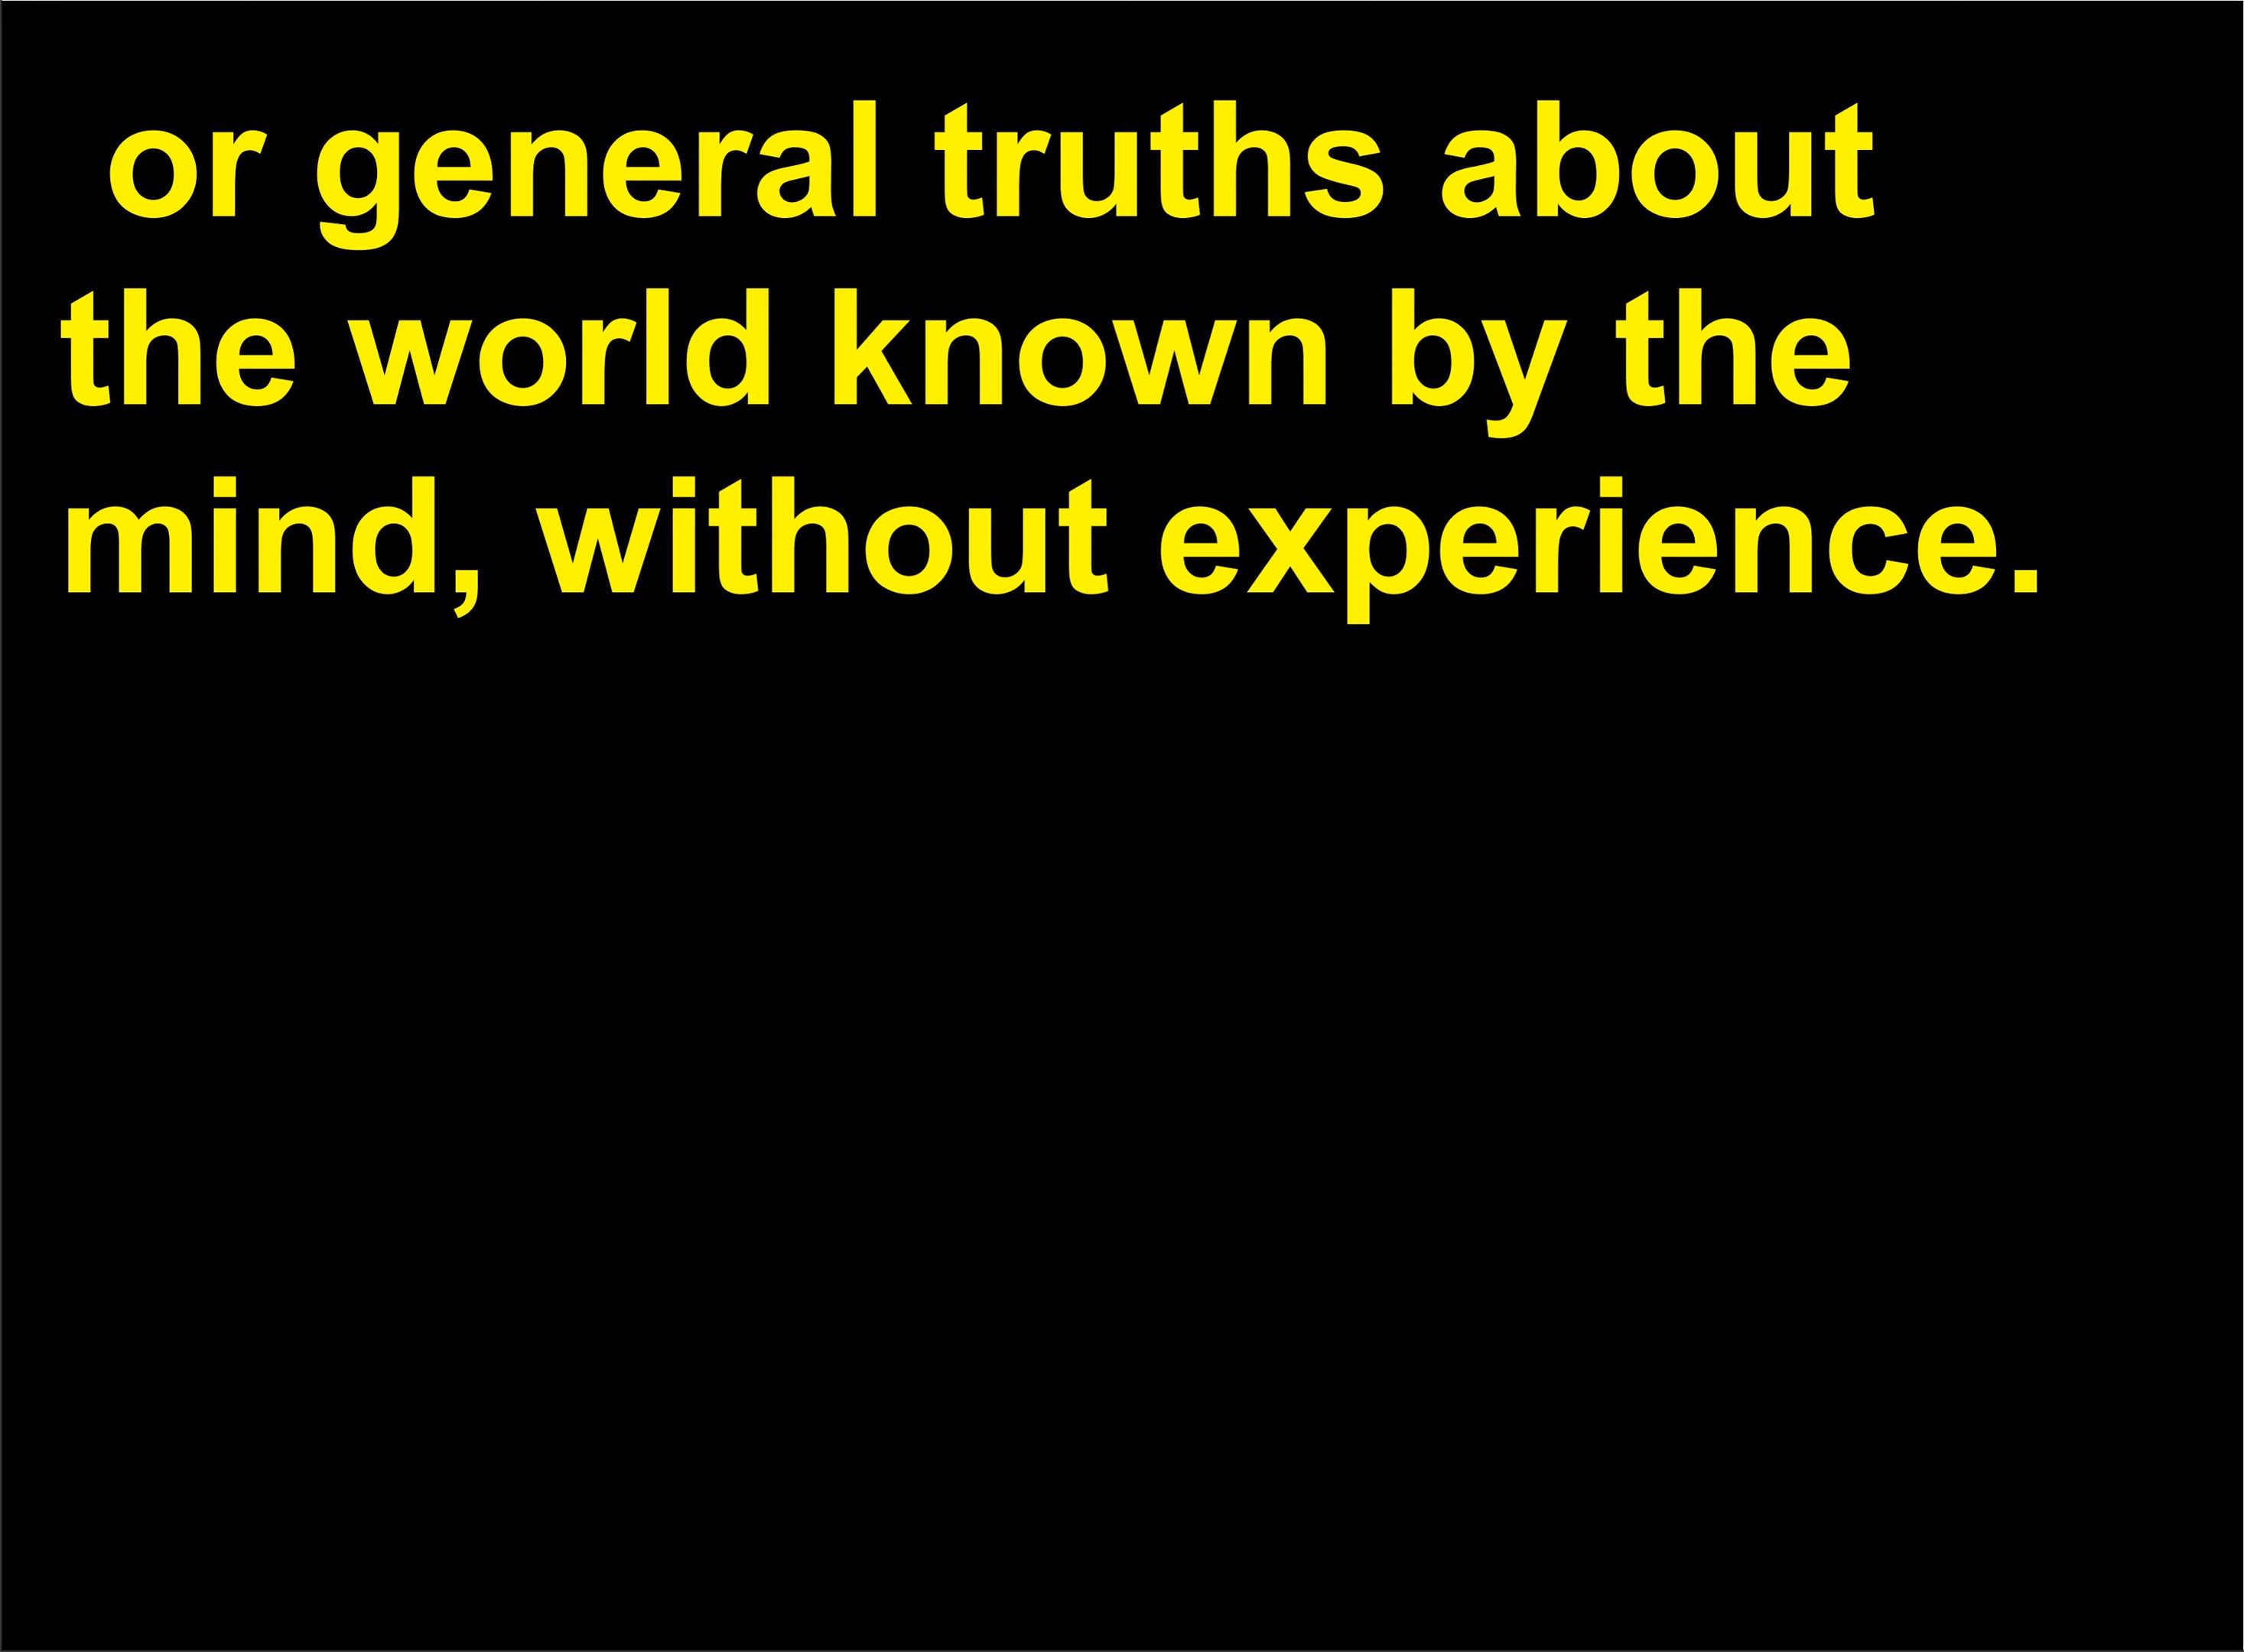 or general truths about
the world known by the
mind, without experience.